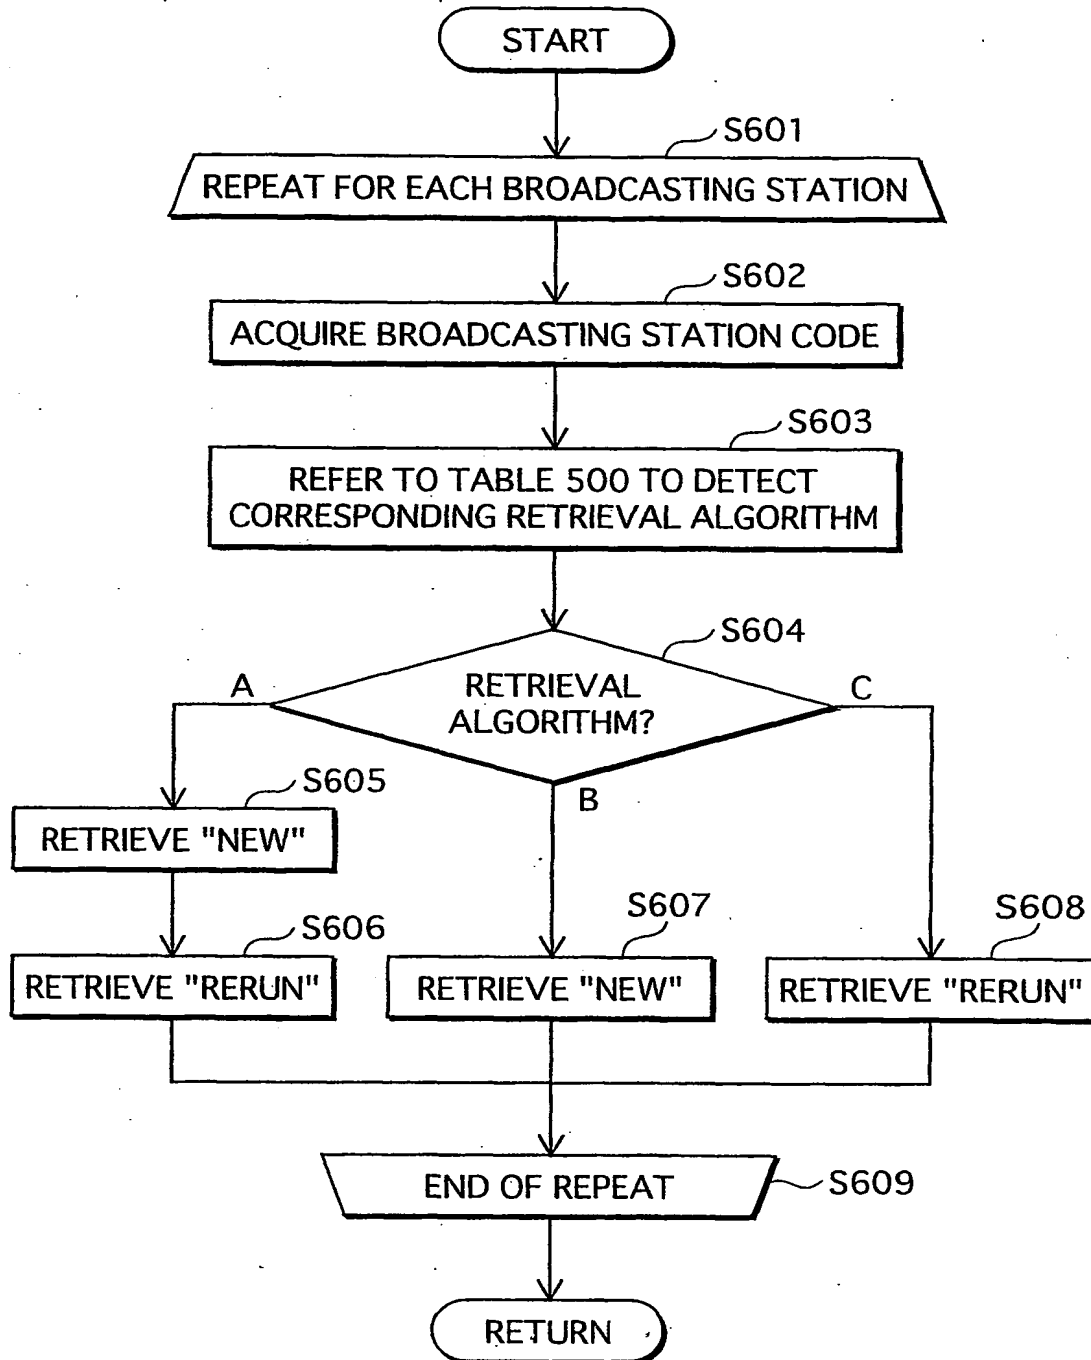 START
S601
REPEAT FOR EACH BROADCASTING STATION
S602
ACQUIRE BROADCASTING STATION CODE
S603
REFER TO TABLE 500 TO DETECT
CORRESPONDING RETRIEVAL ALGORITHM
S604
A
RETRIEVAL
ALGORITHM?
C
B
S605
RETRIEVE "NEW"
S606
RETRIEVE "RERUN"
S607
RETRIEVE "NEW"
S608
RETRIEVE "RERUN"
END OF REPEAT
S609
RETURN